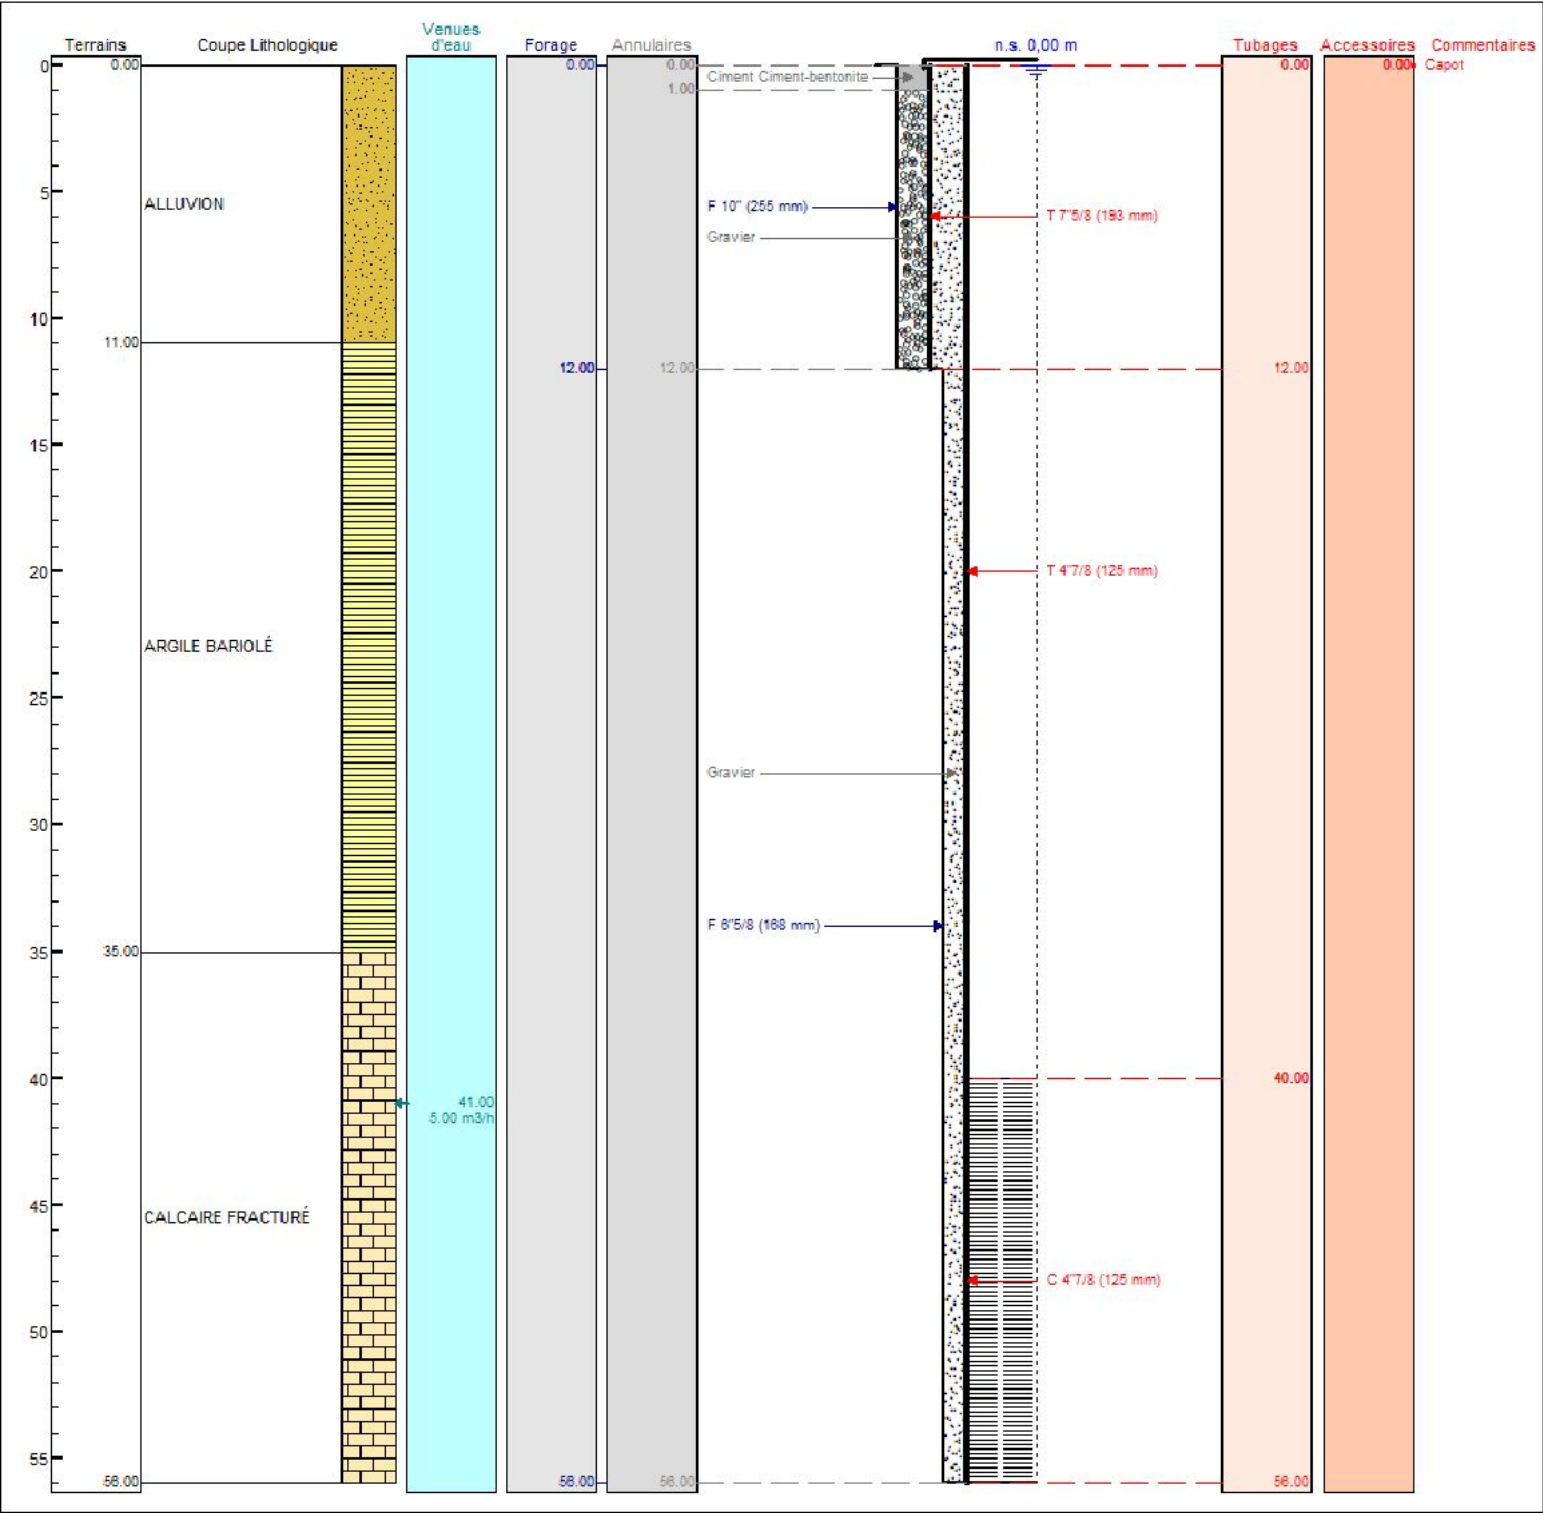 Terrains
Coupe Lithologique
Venues
d'eau
Forage
Annulaires
n.s. 0,00 m
Tubages
Accessoires
Commentaires
0
0.00
0.00
0.00
0.00
0.00
Capot
Ciment Ciment-bentonite
1.00
5
ALLUVION
F 10" (255 mm)
T 7"5/8 (193 mm)
Gravier
10
11.00
12.00
12.00
12.00
15
20
T 4"7/8 (125 mm)
ARGILE BARIOLÉ
25
Gravier
30
F 6"5/8 (168 mm)
35
35.00
40
40.00
41.00
5.00 m3/h
45
CALCAIRE FRACTURÉ
C 4"7/8 (125 mm)
50
55
56.00
56.00
56.00
56.00